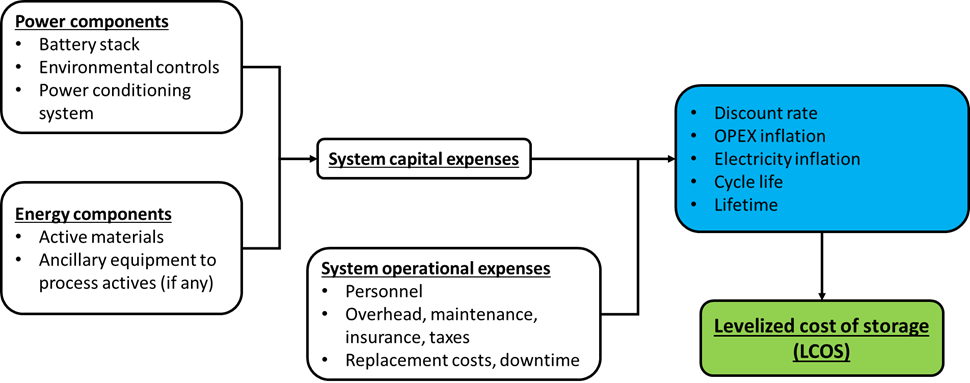 Power components
• Battery stack
• Environmental controls
• Power conditioning
system
Energy components
• Active materials
• Ancillary equipment to
process actives (if any)
System capital expenses
System operational expenses
• Personnel
• Overhead, maintenance,
insurance, taxes
• Replacement costs, downtime
• Discount rate
• OPEX inflation
• Electricity inflation
• Cycle life
• Lifetime
Levelized cost of storage
(LCOS)